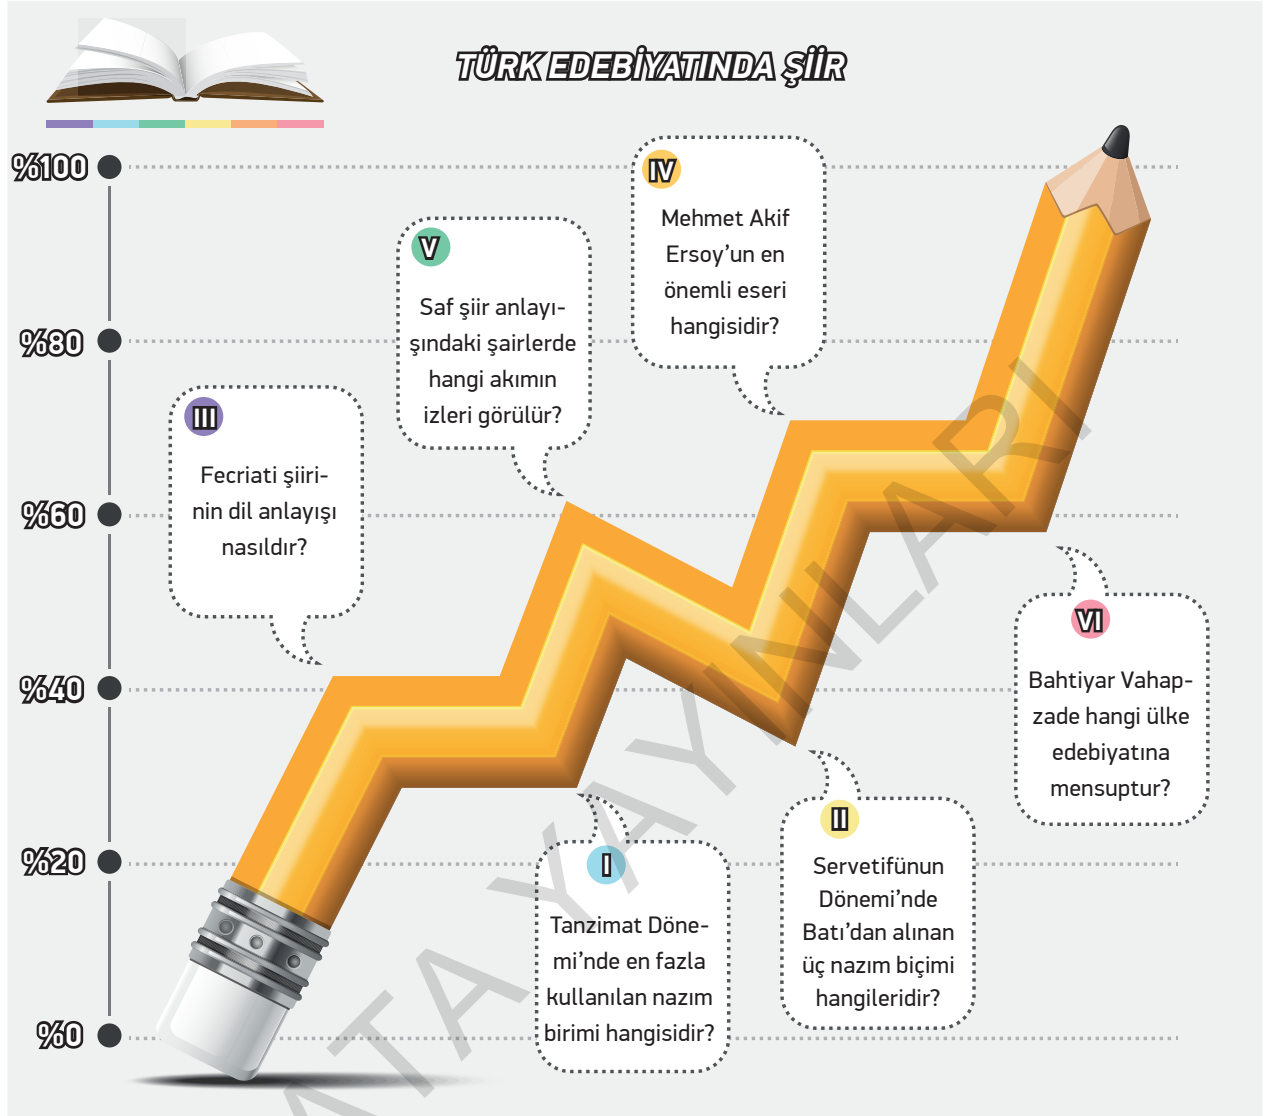 TÜRK EDEBİYATINDA ŞİİR
%100
%80
%60
%40
%20
%0
IV
Mehmet Akif
Ersoy’un en
önemli eseri
hangisidir?
V
Saf şiir anlayı-
şındaki şairlerde
hangi akımın
izleri görülür?
III
Fecriati şiiri-
nin dil anlayışı
nasıldır?
VI
Bahtiyar Vahap-
zade hangi ülke
edebiyatına
mensuptur?
II
Servetifünun
Dönemi’nde
Batı’dan alınan
üç nazım biçimi
hangileridir?
I
Tanzimat Döne-
mi’nde en fazla
kullanılan nazım
birimi hangisidir?
ATA YAYINLARI